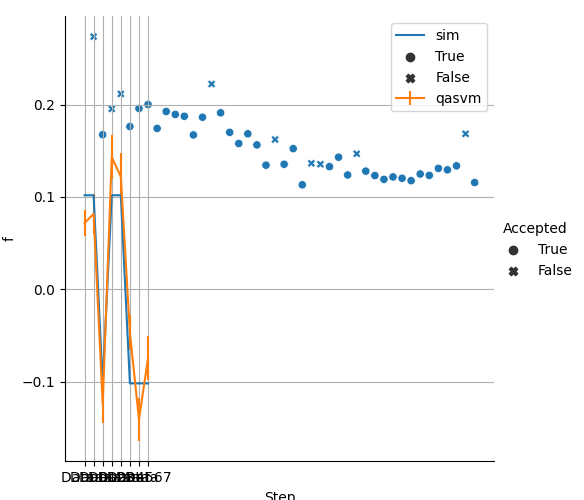 sim
True
False
qasvm
0.2
0.1
0.0
−0.1
f
Accepted
True
False
Step